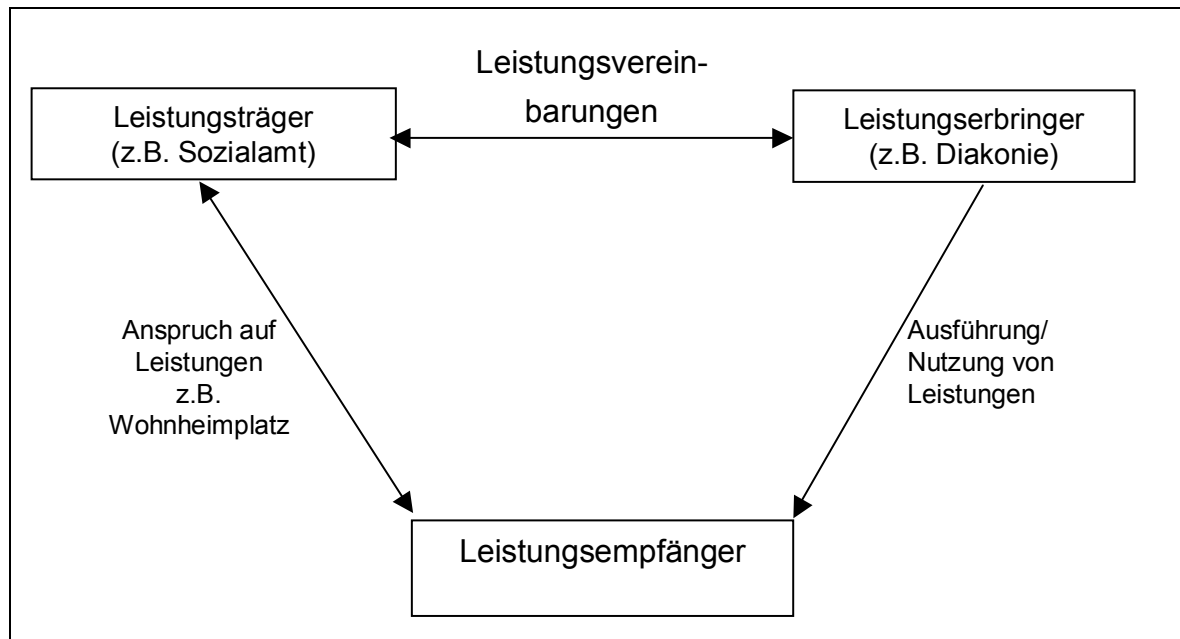 Leistungsverein-
barungen
Leistungsträger
(z.B. Sozialamt)
Leistungserbringer
(z.B. Diakonie)
Anspruch auf
Leistungen
z.B.
Wohnheimplatz
Ausführung/
Nutzung von
Leistungen
Leistungsempfänger